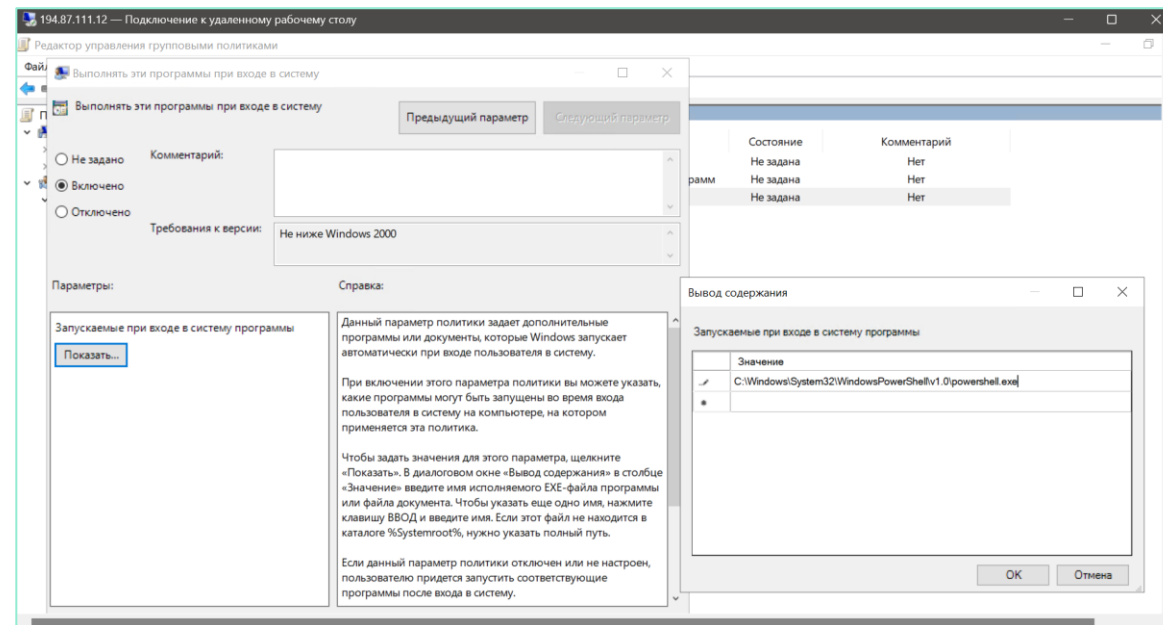 194.87.111.12 — Подключение к удаленному рабочему столу
Редактор управления групповыми политиками
Выполнять эти программы при входе в систему
Выполнять эти программы при входе в систему
Предыдущий параметр
Следующий параметр
Не задано
Комментарий:
Включено
Отключено
Требования к версии:
Не ниже Windows 2000
Состояние
Комментарий
Не задана
Нет
Не задана
Нет
Не задана
Нет
Параметры:
Справка:
Запускаемые при входе в систему программы
Показать...
Данный параметр политики задает дополнительные
программы или документы, которые Windows запускает
автоматически при входе пользователя в систему.
При включении этого параметра политики вы можете указать,
какие программы могут быть запущены во время входа
пользователя в систему на компьютере, на котором
применяется эта политика.
Чтобы задать значения для этого параметра, щелкните
«Показать». В диалоговом окне «Вывод содержания» в столбце
«Значение» введите имя исполняемого EXE-файла программы
или файла документа. Чтобы указать еще одно имя, нажмите
клавишу ВВОД и введите имя. Если этот файл не находится в
каталоге %Systemroot%, нужно указать полный путь.
Если данный параметр политики отключен или не настроен,
пользователю придется запустить соответствующие
программы после входа в систему.
Вывод содержания
Запускаемые при входе в систему программы
Значение
C:\Windows\System32\WindowsPowerShell\v1.0\powershell.exe
OK
Отмена